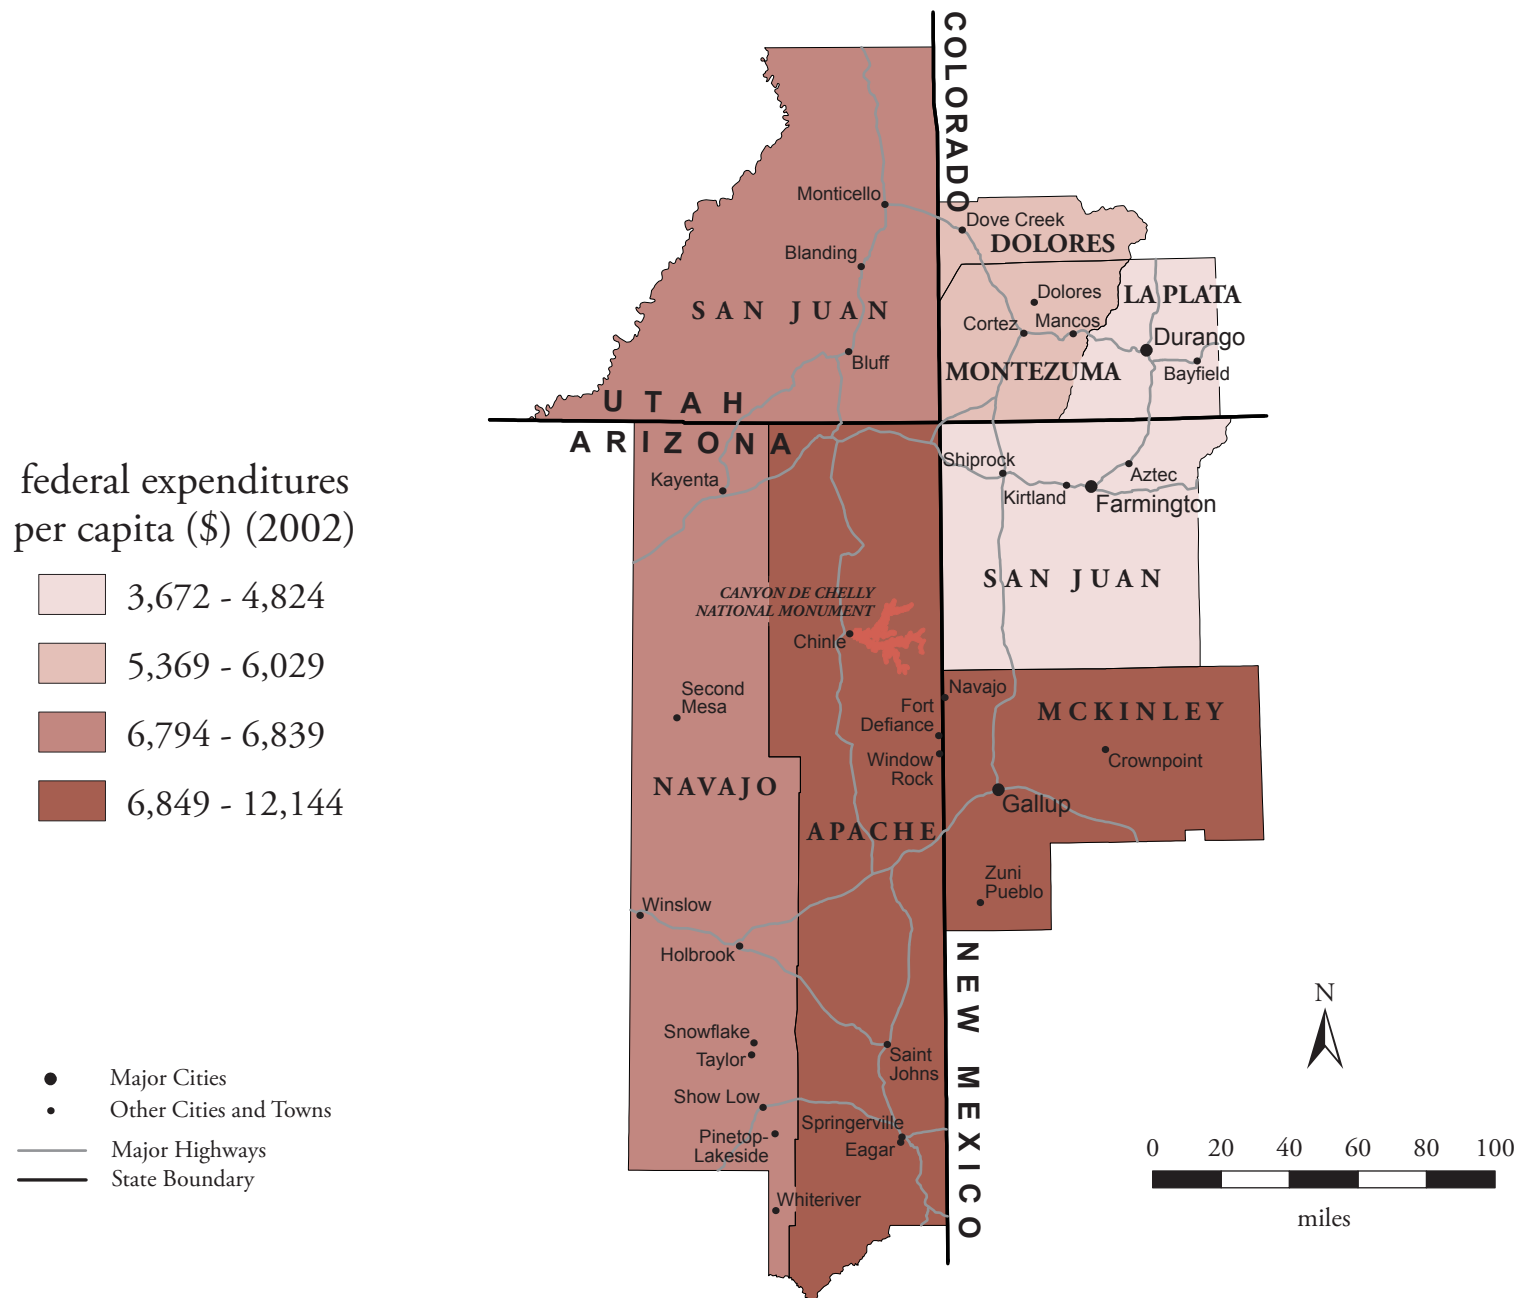 COLORADO
Monticello
Dove Creek
DOLORES
Blanding
Dolores
LA PLATA
SAN JUAN
Cortez
Mancos
Durango
Bluff
MONTEZUMA
Bayfield
UTAH
ARIZONA
federal expenditures
per capita ($) (2002)
3,672 - 4,824
5,369 - 6,029
6,794 - 6,839
6,849 - 12,144
Kayenta
Shiprock
Aztec
Kirtland
Farmington
SAN JUAN
CANYON DE CHELLY
NATIONAL MONUMENT
Chinle
Second
Mesa
Navajo
Fort
Defiance
MCKINLEY
Window
Rock
Crownpoint
NAVAJO
Gallup
APACHE
Zuni
Pueblo
Winslow
Holbrook
NEW MEXICO
N
Snowflake
Taylor
Saint
Johns
Show Low
Springerville
Eagar
Pinetop-
Lakeside
Whiteriver
Major Cities
Other Cities and Towns
Major Highways
State Boundary
0 20 40 60 80 100
miles